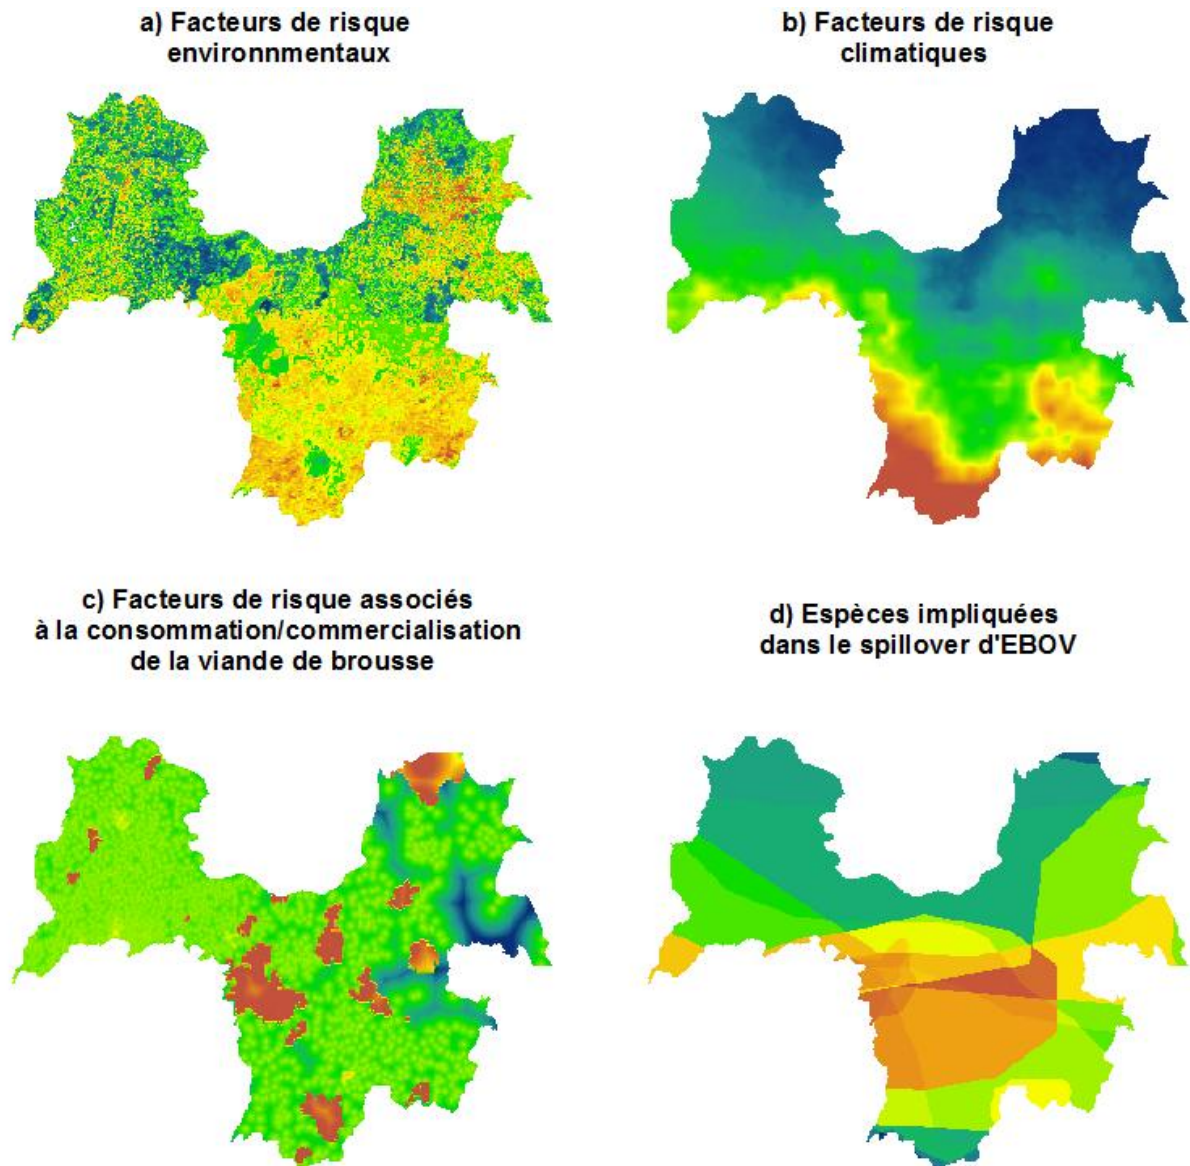 a) Facteurs de risque
environnmentaux
b) Facteurs de risque
climatiques
c) Facteurs de risque associés
à la consommation/commercialisation
de la viande de brousse
d) Espèces impliquées
dans le spillover d'EBOV